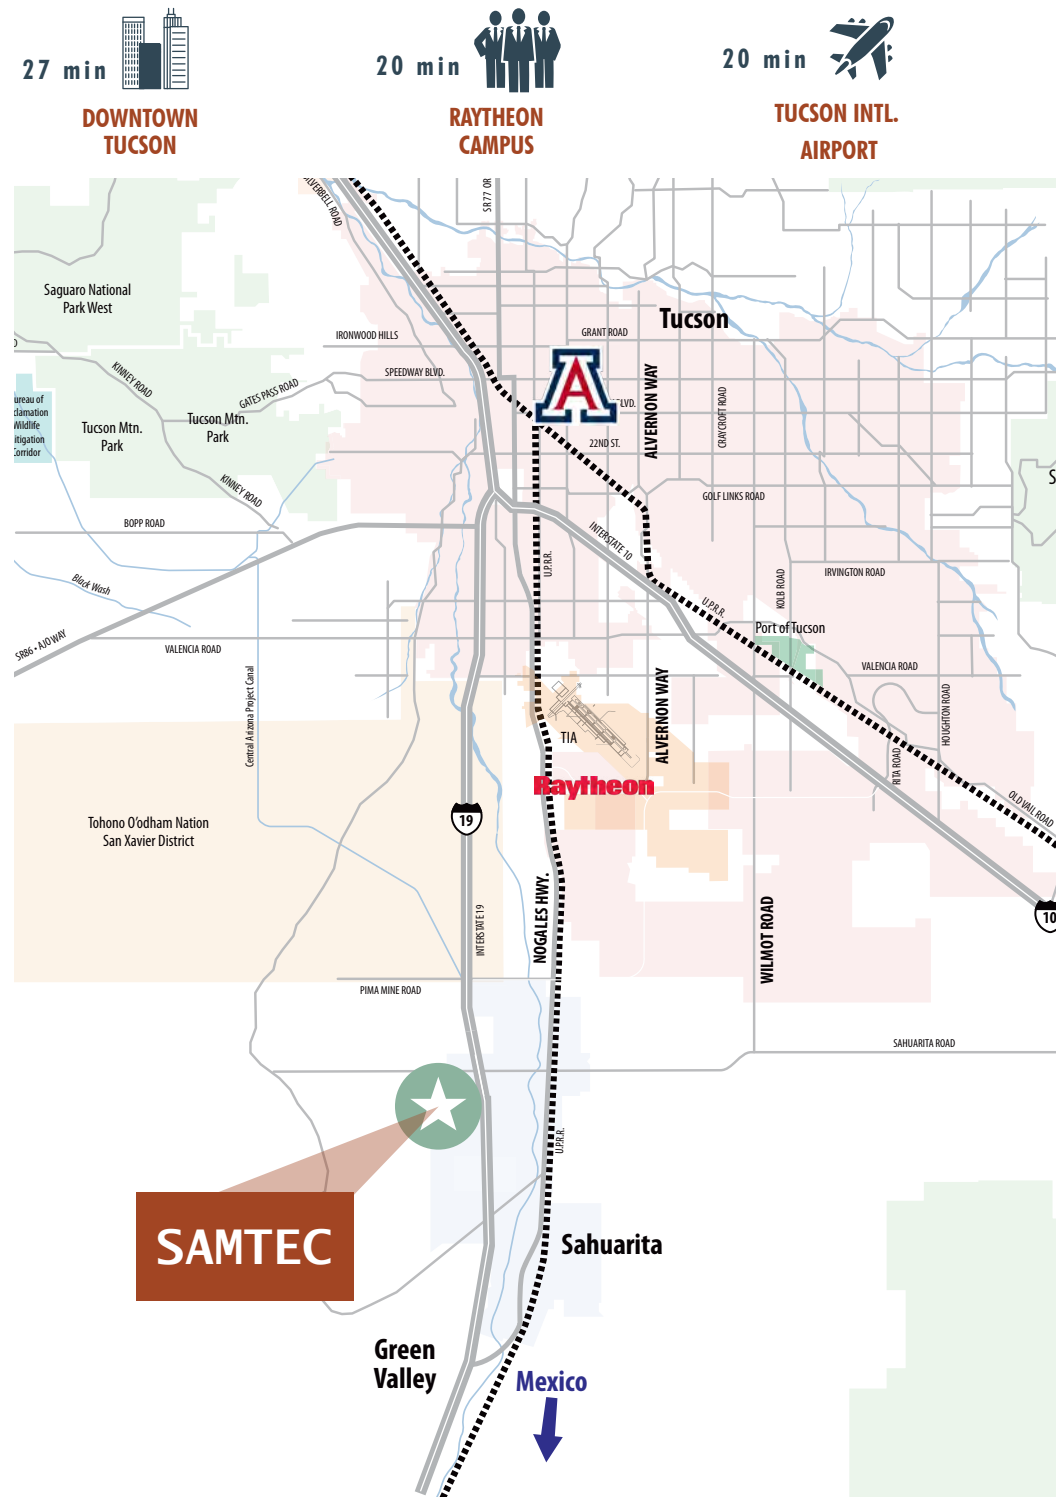 27 min
DOWNTOWN
TUCSON
20 min
RAYTHEON
CAMPUS
20 min
TUCSON INTL.
AIRPORT
SR77 OR
Saguaro National
Park West
Tucson
IRONWOOD HILLS
GRANT ROAD
KINNEY ROAD
SPEEDWAY BLVD.
GATES PASS ROAD
A
LVD.
ALVERNON WAY
CRAYCROFT ROAD
Wildlife
Corridor
Tucson Mtn.
Park
Tucson Mtn.
Park
22ND ST.
KINNEY ROAD
GOLF LINKS ROAD
BOPP ROAD
INTERSTATE 10
U.P.R.R.
Black Wash
IRVINGTON ROAD
KOLB ROAD
U.P.R.R.
Port of Tucson
SR86 • AJO WAY
VALENCIA ROAD
VALENCIA ROAD
Central Arizona Project Canal
ALVERNON WAY
HOUGHTON ROAD
TIA
RITA ROAD
Raytheon
OLD VAIL ROAD
19
Tohono O'odham Nation
San Xavier District
INTERSTATE 19
NOGALES HWY.
WILMOT ROAD
10
PIMA MINE ROAD
SAHUARITA ROAD
U.P.R.R.
SAMTEC
Sahuarita
Green
Valley
Mexico